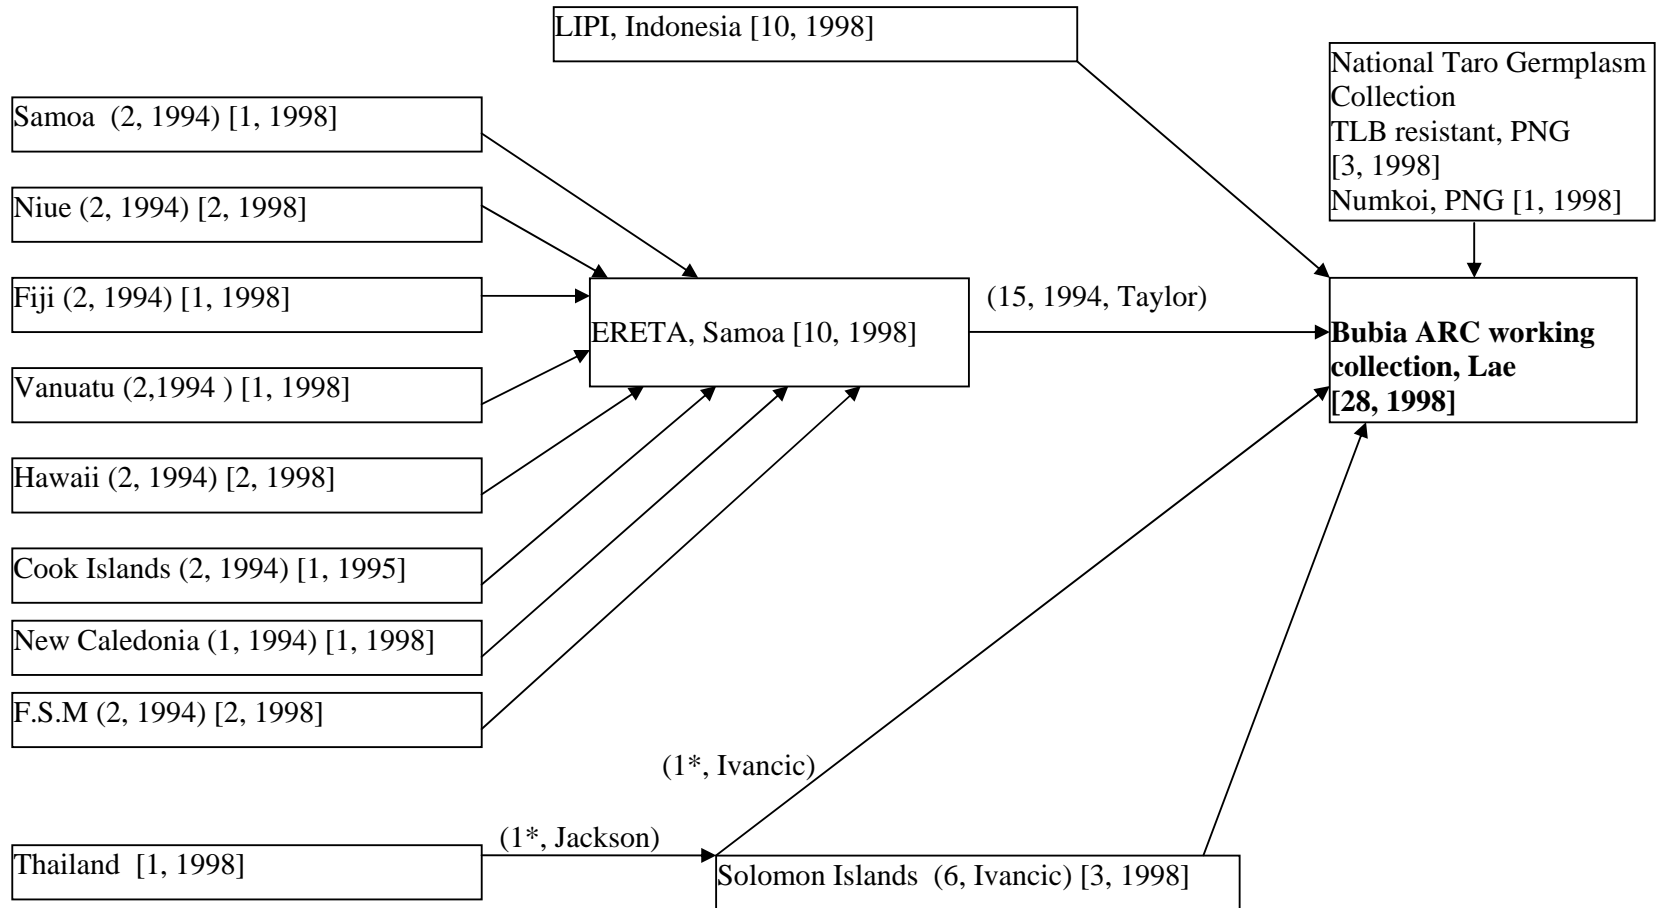 LIPI, Indonesia [10, 1998]
National Taro Germplasm
Collection
TLB resistant, PNG
[3, 1998]
Numkoi, PNG [1, 1998]
Samoa  (2, 1994) [1, 1998]
Niue (2, 1994) [2, 1998]
Fiji (2, 1994) [1, 1998]
Vanuatu (2,1994 ) [1, 1998]
Hawaii (2, 1994) [2, 1998]
Cook Islands (2, 1994) [1, 1995]
New Caledonia (1, 1994) [1, 1998]
F.S.M (2, 1994) [2, 1998]
ERETA, Samoa [10, 1998]
(15, 1994, Taylor)
Bubia ARC working
collection, Lae
[28, 1998]
(1*, Ivancic)
Thailand  [1, 1998]
(1*, Jackson)
Solomon Islands  (6, Ivancic) [3, 1998]